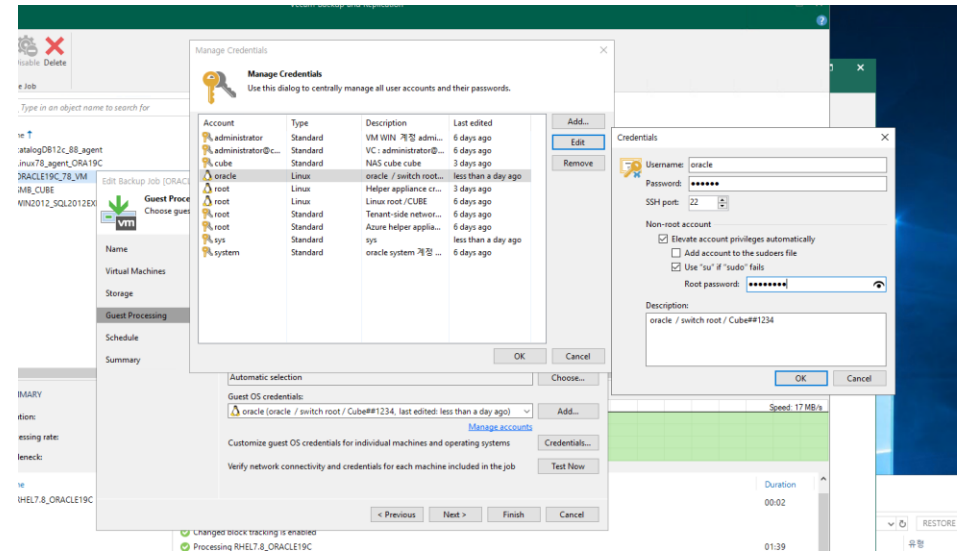 Veeam Backup and Replication
Disable Delete
e Job
Type in an object name to search for
catalogDB12c_88_agent
Linux78_agent_ORA19C
ORACLE19C_78_VM
SMB_CUBE
WIN2012_SQL2012EX
Manage Credentials
Manage Credentials
Use this dialog to centrally manage all user accounts and their passwords.
Account Type Description Last edited
administrator Standard VM WIN 계정 admi... 6 days ago
administrator@c... Standard VC : administrator@... 6 days ago
cube Standard NAS cube cube 3 days ago
oracle Linux oracle / switch root... less than a day ago
root Linux Helper appliance cr... 3 days ago
root Linux Linux root /CUBE 6 days ago
root Standard Tenant-side networ... 6 days ago
root Standard Azure helper applia... 6 days ago
sys Standard sys less than a day ago
system Standard oracle system 계정 ... 6 days ago
Add...
Edit
Remove
OK Cancel
Credentials
Username: oracle
Password: ••••••
SSH port: 22
Non-root account
Elevate account privileges automatically
Add account to the sudoers file
Use "su" if "sudo" fails
Root password: ••••••••
Description:
oracle / switch root / Cube##1234
OK Cancel
Edit Backup Job [ORACL
Guest Proce
Choose gues
vm
Name
Virtual Machines
Storage
Guest Processing
Schedule
Summary
Automatic selection Choose...
Guest OS credentials:
oracle (oracle / switch root / Cube##1234, last edited: less than a day ago) Add...
Manage accounts
Customize guest OS credentials for individual machines and operating systems Credentials...
Verify network connectivity and credentials for each machine included in the job Test Now
< Previous Next > Finish Cancel
MMARY
ation:
essing rate:
leneck:
RHEL7.8_ORACLE19C
Speed: 17 MB/s
Duration
00:02
Changed block tracking is enabled
Processing RHEL7.8_ORACLE19C 01:39
RESTORE
유형